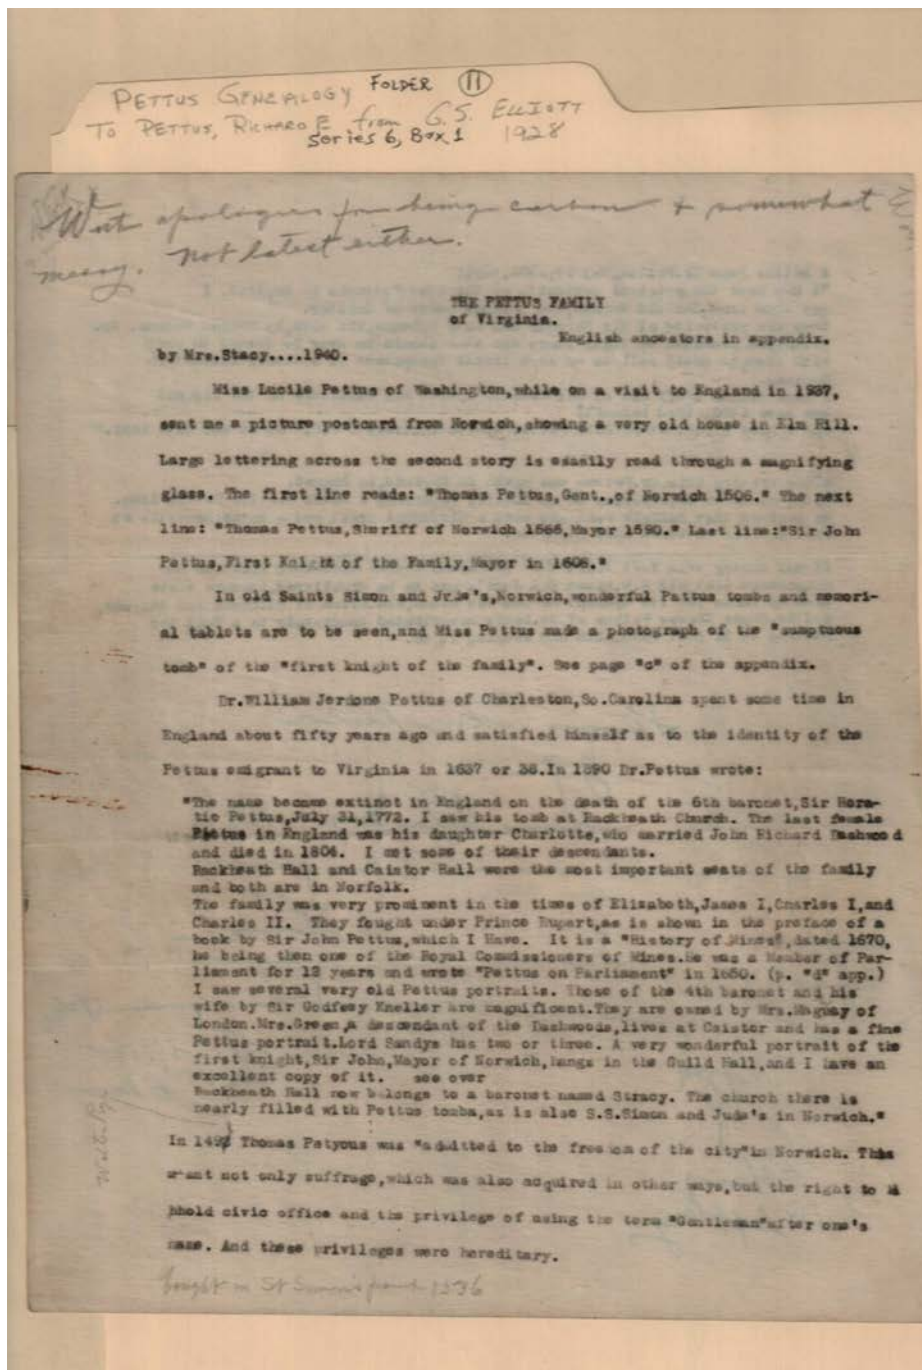 PETTUS GENEALOGY FOLDER 11
TO PETTUS, RICHARD E from G.S. ELLIOTT
Series 6, Box 1 1928
apologies for being carbon & somewhat
messy. Not latest either.
THE PETTUS FAMILY
of Virginia.
English ancestors in appendix.
by Mrs.Stacy....1940.
Miss Lucile Pettus of Washington,while on a visit to England in 1937,
sent me a picture postcard from Norwich,showing a very old house in Elm Hill.
Large lettering across the second story is easily read through a magnifying
glass. The first line reads: "Thomas Pettus,Gent.,of Norwich 1506." The next
line: "Thomas Pettus,Sheriff of Norwich 1566,Mayor 1590." Last line:"Sir John
Pettus,First Knight of the Family,Mayor in 1608."
In old Saints Simon and Jude's,Norwich,wonderful Pattus tombs and memori-
al tablets are to be seen,and Miss Pettus made a photograph of the "sumptuous
tomb" of the "first knight of the family". See page "c" of the appendix.
Dr.William Jerdone Pettus of Charleston,So.Carolina spent some time in
England about fifty years ago and satisfied himself as to the identity of the
Pettus emigrant to Virginia in 1637 or 38.In 1890 Dr.Pettus wrote:
"The name became extinct in England on the death of the 6th baronet,Sir Hora-
tio Pettus,July 31,1772. I saw his tomb at Rackheath Church. The last female
Pettus in England was his daughter Charlotte,who married John Richard Dashwood
and died in 1804. I met some of their descendants.
Rackheath Hall and Caistor Hall were the most important seats of the family
and both are in Norfolk.
The family was very prominent in the times of Elizabeth,James I,Charles I,and
Charles II. They fought under Prince Rupert,as is shown in the preface of a
book by Sir John Pettus,which I Have. It is a "History of Mines",dated 1670,
he being then one of the Royal Commissioners of Mines.He was a Member of Par-
liament for 12 years and wrote "Pettus on Parliament" in 1680. (p. "d" app.)
I saw several very old Pettus portraits. Those of the 4th baronet and his
wife by Sir Godfrey Kneller are magnificent.They are owned by Mrs.Maguay of
London.Mrs.Green,a descendant of the Dashwoods,lives at Caistor and has a fine
Pettus portrait.Lord Sandys has two or three. A very wonderful portrait of the
first knight,Sir John,Mayor of Norwich,hangs in the Guild Hall,and I have an
excellent copy of it. see over
Rackheath Hall now belongs to a baronet named Stracy. The church there is
nearly filled with Pettus tombs,as is also S.S.Simon and Jude's in Norwich."
In Thomas Petyous was "admitted to the freedom of the city"in Norwich. This
meant not only suffrage,which was also acquired in other ways,but the right to
hhold civic office and the privilege of using the term "Gentleman"after one's
name. And these privileges were hereditary.
bought in St 1536